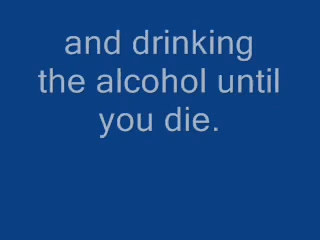 and drinking
the alcohol until
you die.